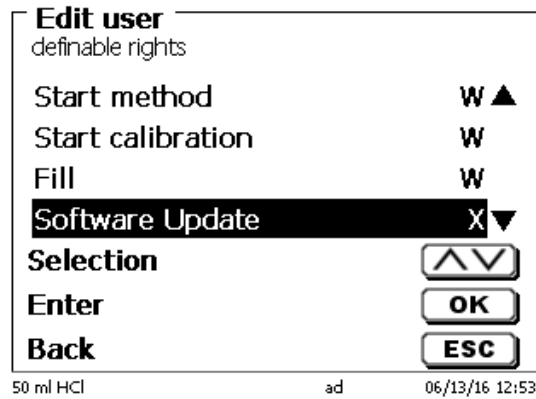 Edit user
definable rights
Start method W
Start calibration W
Fill W
Software Update X
Selection
Enter OK
Back ESC
50 ml HCl ad 06/13/16 12:53